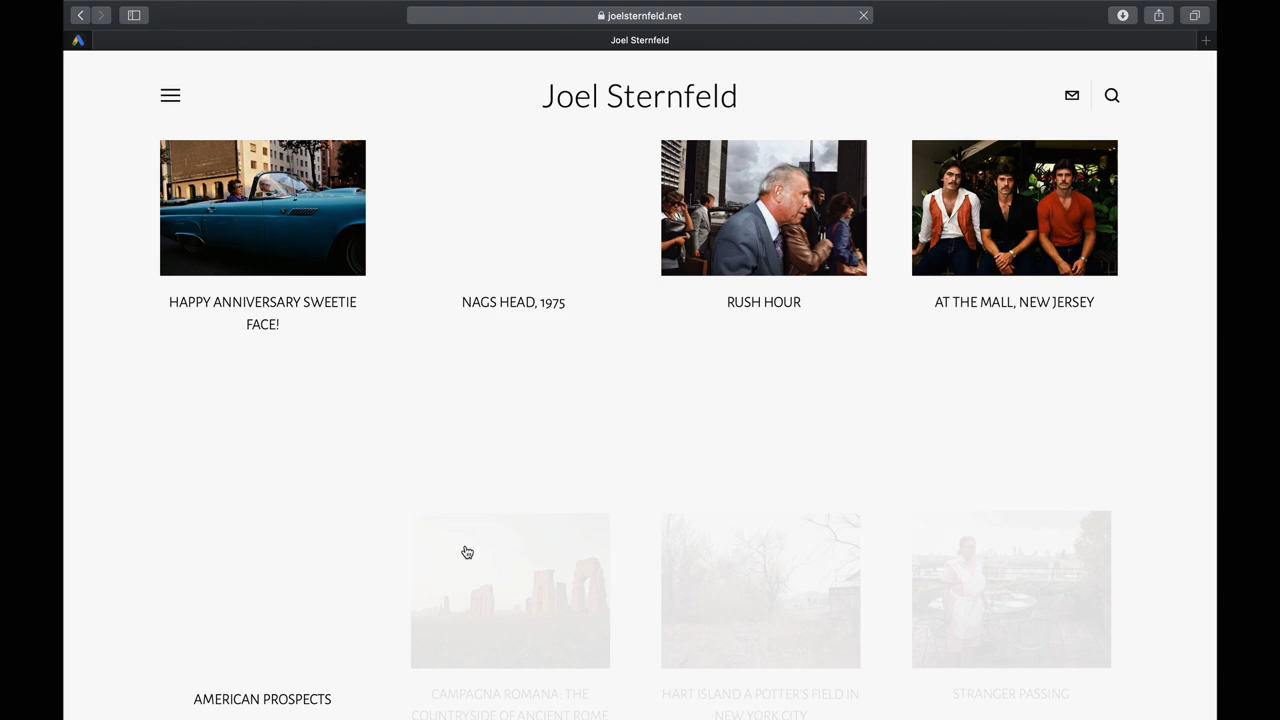 joelsternfeld.net
Joel Sternfeld
Joel Sternfeld
HAPPY ANNIVERSARY SWEETIE
FACE!
NAGS HEAD, 1975
RUSH HOUR
AT THE MALL, NEW JERSEY
AMERICAN PROSPECTS
CAMPAGNA ROMANA: THE
COUNTRYSIDE OF ANCIENT ROME
HART ISLAND A POTTER'S FIELD IN
NEW YORK CITY
STRANGER PASSING